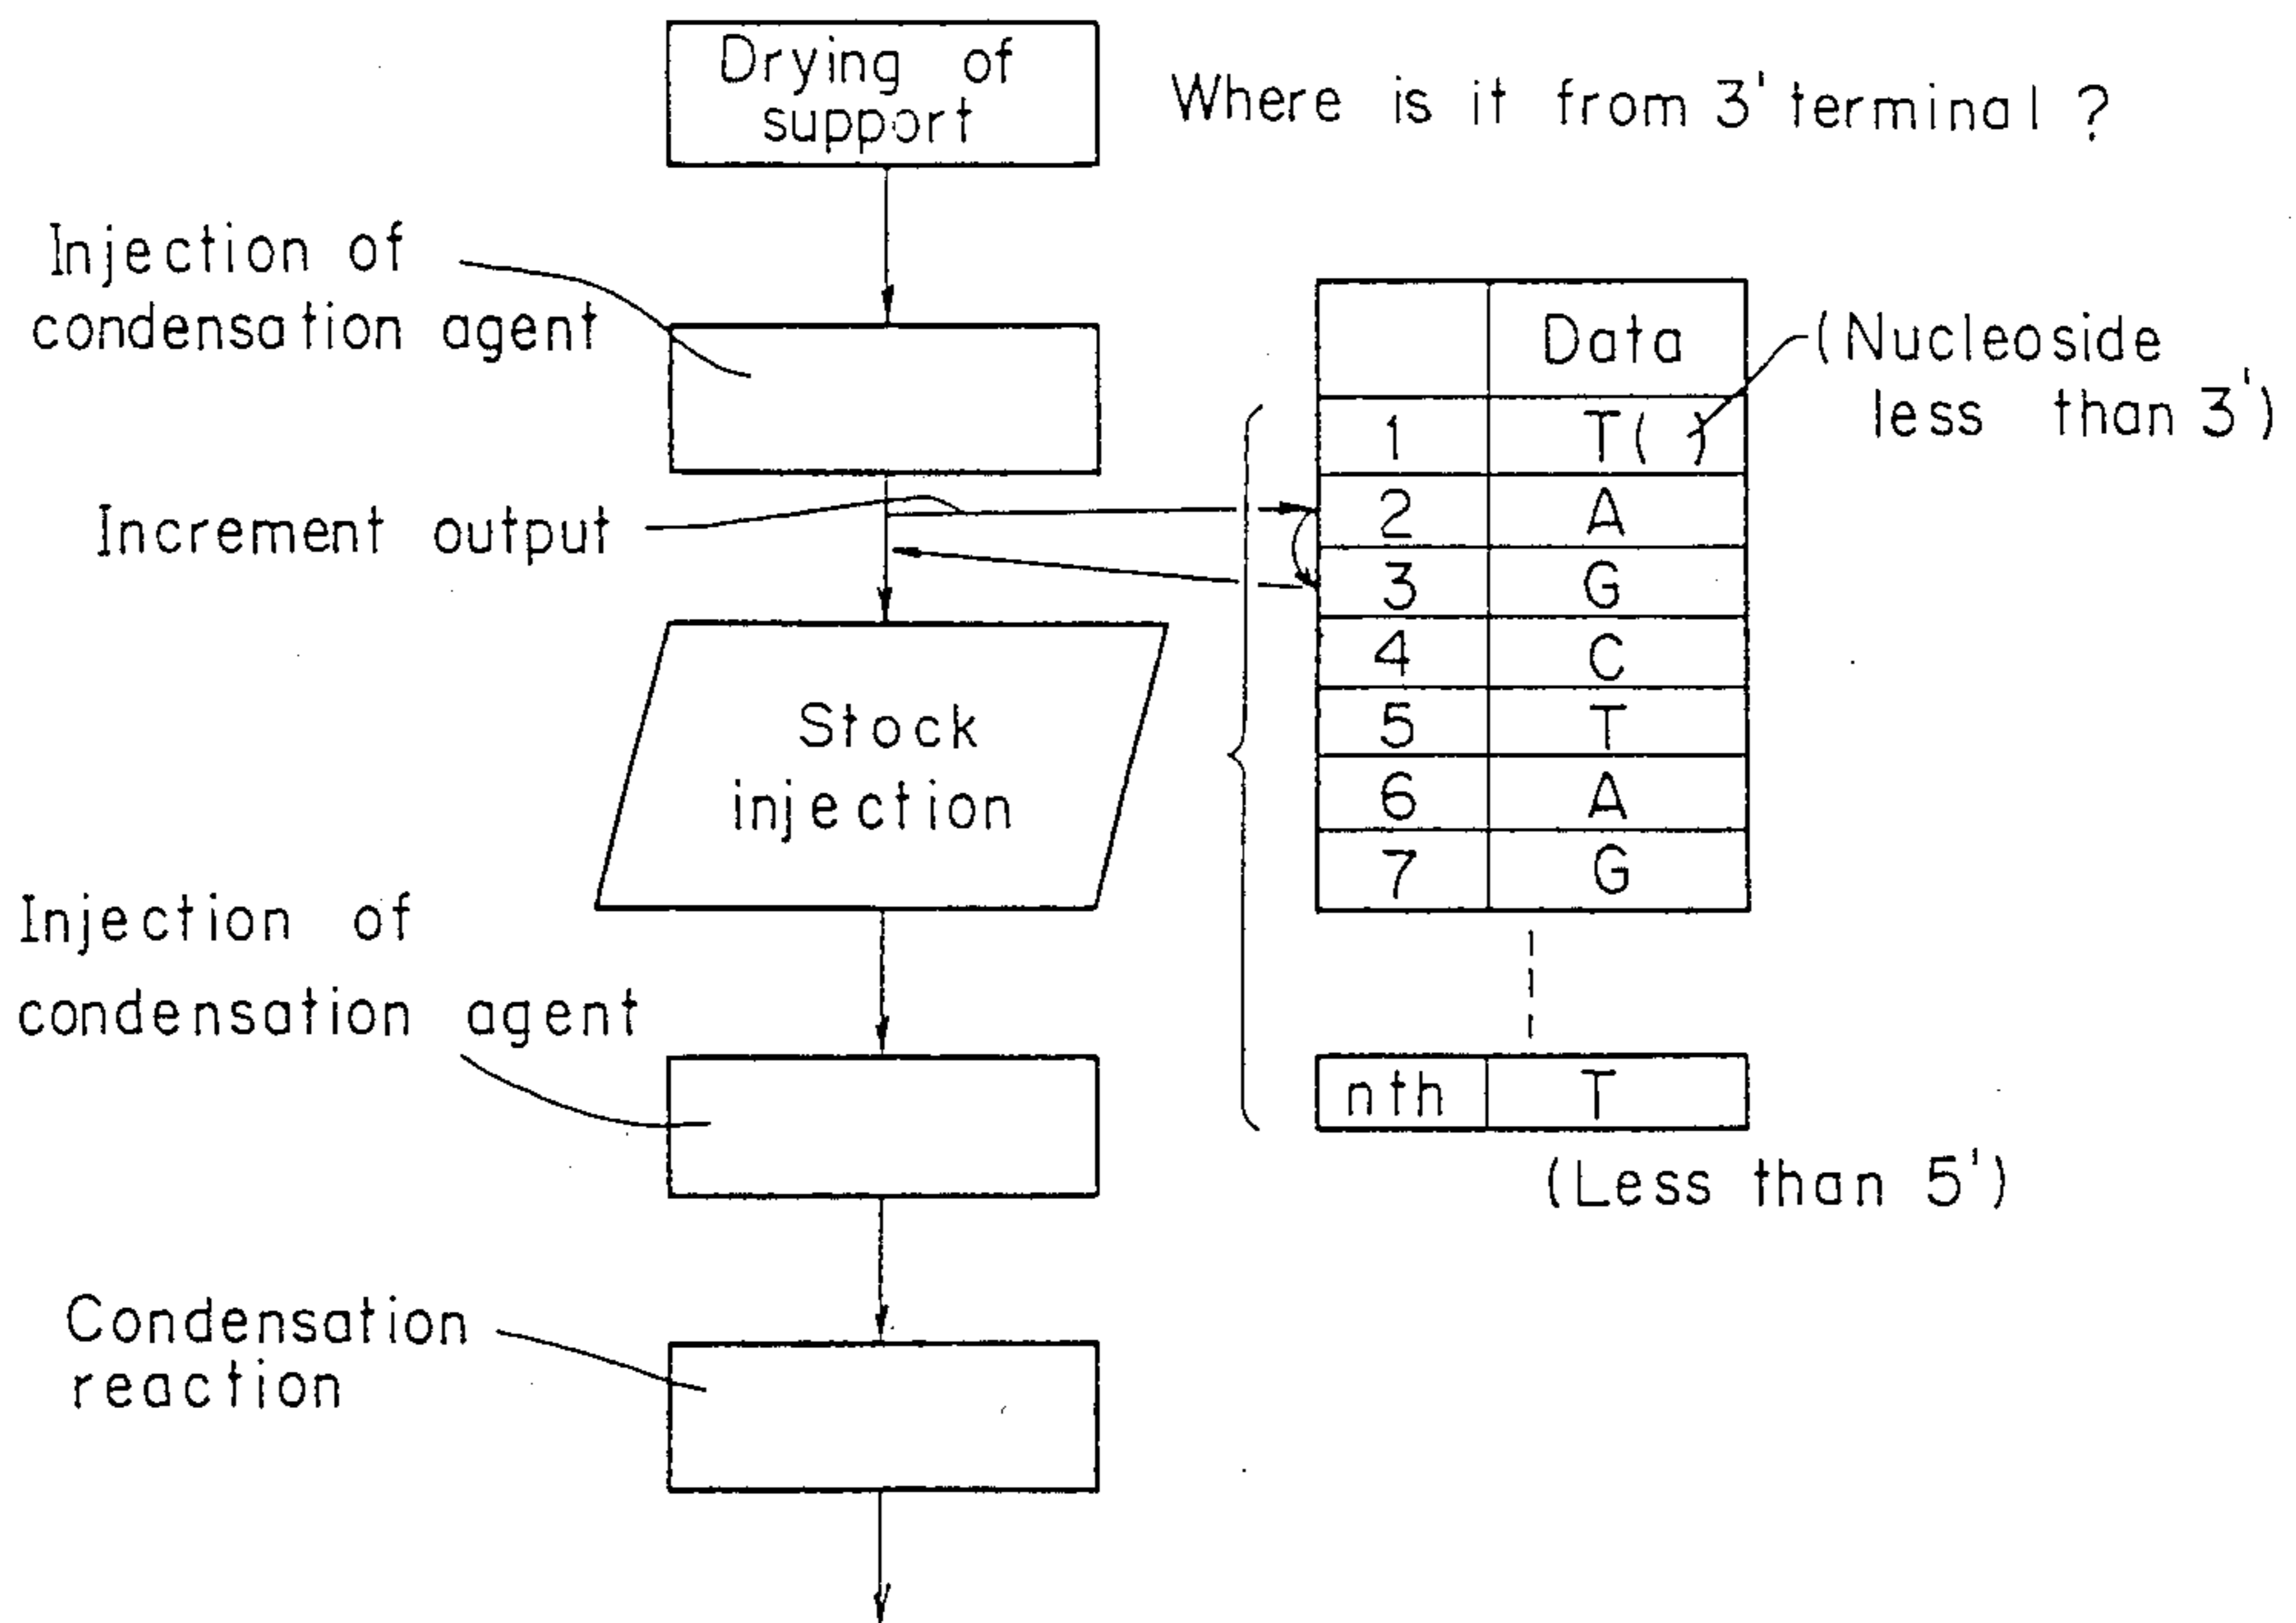 Drying of
support
Where is it from 3' terminal ?
Injection of
condensation agent
Increment output
Data
(Nucleoside
less than 3')
1 T( )
2 A
3 G
4 C
5 T
6 A
7 G
nth T
(Less than 5')
Stock
injection
Injection of
condensation agent
Condensation
reaction